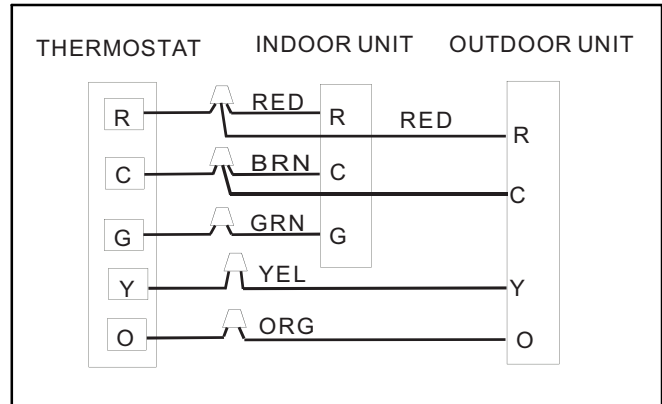 THERMOSTAT INDOOR UNIT OUTDOOR UNIT
R RED R RED R
C BRN C C
G GRN G
Y YEL Y
O ORG O